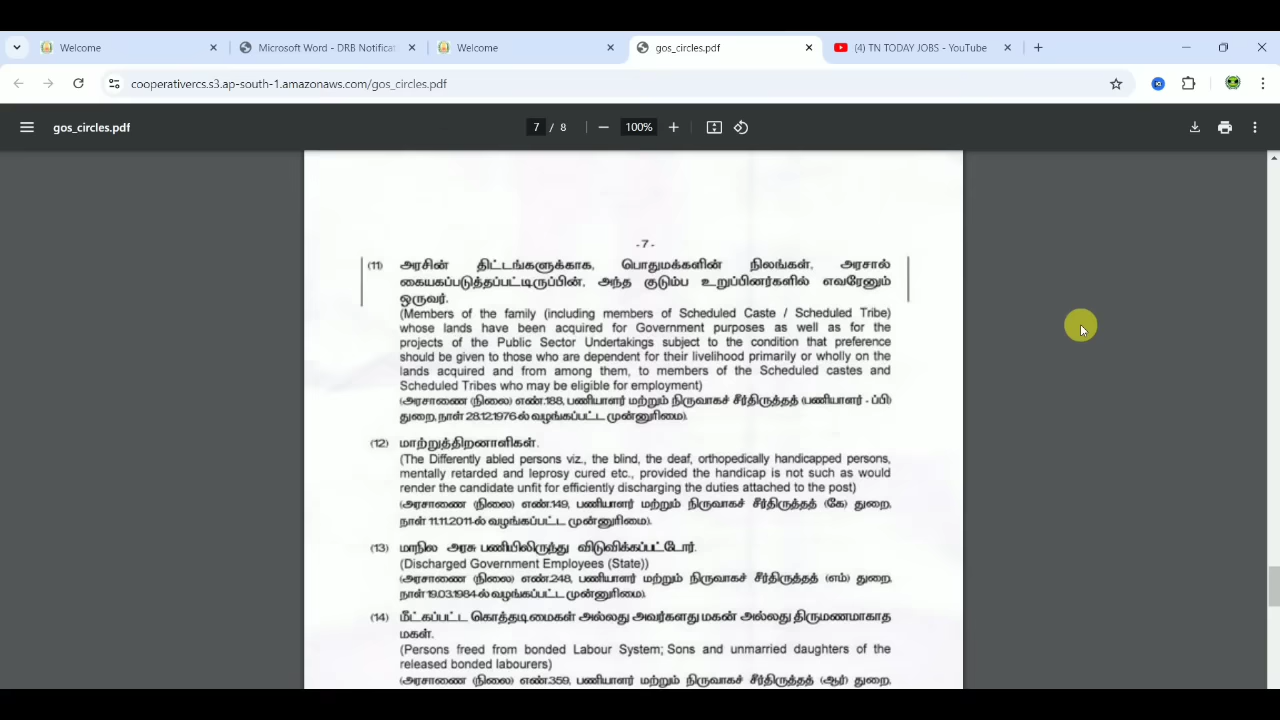 Welcome
Microsoft Word - DRB Notificat
Welcome
gos_circles.pdf
(4) TN TODAY JOBS - YouTube
cooperativercs.s3.ap-south-1.amazonaws.com/gos_circles.pdf
gos_circles.pdf
7 / 8
100%
-7-
(11) அரசின் திட்டங்களுக்காக, பொதுமக்களின் நிலங்கள், அரசால்
கையகப்படுத்தப்பட்டிருப்பின், அந்த குடும்ப உறுப்பினர்களில் எவரேனும்
ஒருவர்.
(Members of the family (including members of Scheduled Caste / Scheduled Tribe)
whose lands have been acquired for Government purposes as well as for the
projects of the Public Sector Undertakings subject to the condition that preference
should be given to those who are dependent for their livelihood primarily or wholly on the
lands acquired and from among them, to members of the Scheduled castes and
Scheduled Tribes who may be eligible for employment)
(அரசாணை (நிலை) எண்.188, பணியாளர் மற்றும் நிருவாகச் சீர்திருத்தத் (பணியாளர் - ப்பி)
துறை, நாள் 28.12.1976-ல் வழங்கப்பட்ட முன்னுரிமை).
(12) மாற்றுத்திறனாளிகள்.
(The Differently abled persons viz., the blind, the deaf, orthopedically handicapped persons,
mentally retarded and leprosy cured etc., provided the handicap is not such as would
render the candidate unfit for efficiently discharging the duties attached to the post)
(அரசாணை (நிலை) எண்.149, பணியாளர் மற்றும் நிருவாகச் சீர்திருத்தத் (கே) துறை,
நாள் 11.11.2011-ல் வழங்கப்பட்ட முன்னுரிமை).
(13) மாநில அரசு பணியிலிருந்து விடுவிக்கப்பட்டோர்.
(Discharged Government Employees (State))
(அரசாணை (நிலை) எண்.248, பணியாளர் மற்றும் நிருவாகச் சீர்திருத்தத் (எம்) துறை,
நாள் 19.03.1984-ல் வழங்கப்பட்ட முன்னுரிமை).
(14) மீட்கப்பட்ட கொத்தடிமைகள் அல்லது அவர்களது மகன் அல்லது திருமணமாகாத
மகள்.
(Persons freed from bonded Labour System; Sons and unmarried daughters of the
released bonded labourers)
(அரசாணை (நிலை) எண்.359, பணியாளர் மற்றும் நிருவாகச் சீர்திருத்தத் (ஆர்) துறை,